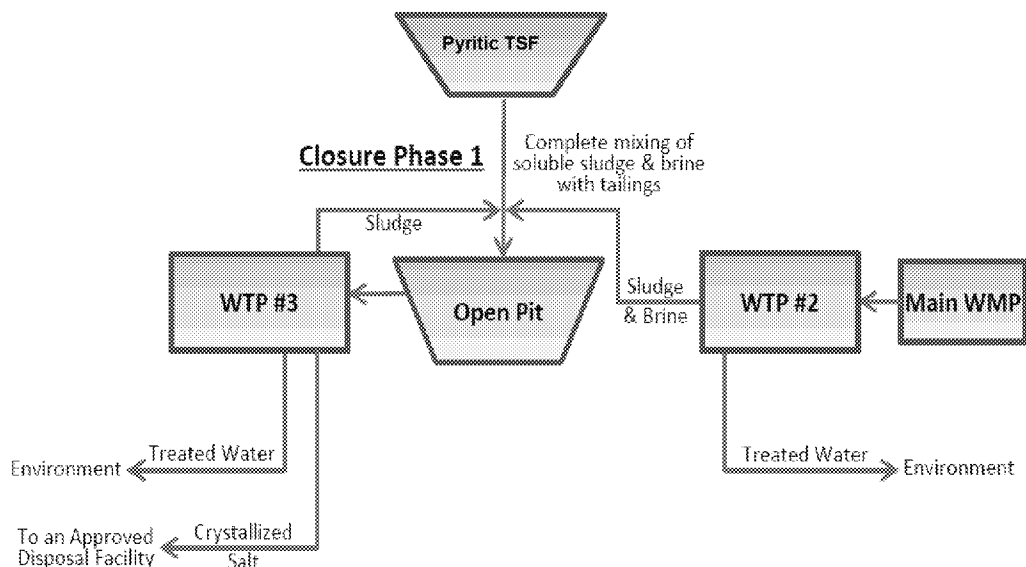 Pyritic TSF
Closure Phase 1
Complete mixing of
soluble sludge & brine
with tailings
Sludge
WTP #3
Open Pit
Sludge
& Brine
WTP #2
Main WMP
Environment
Treated Water
Treated Water
Environment
To an Approved
Disposal Facility
Crystallized
Salt